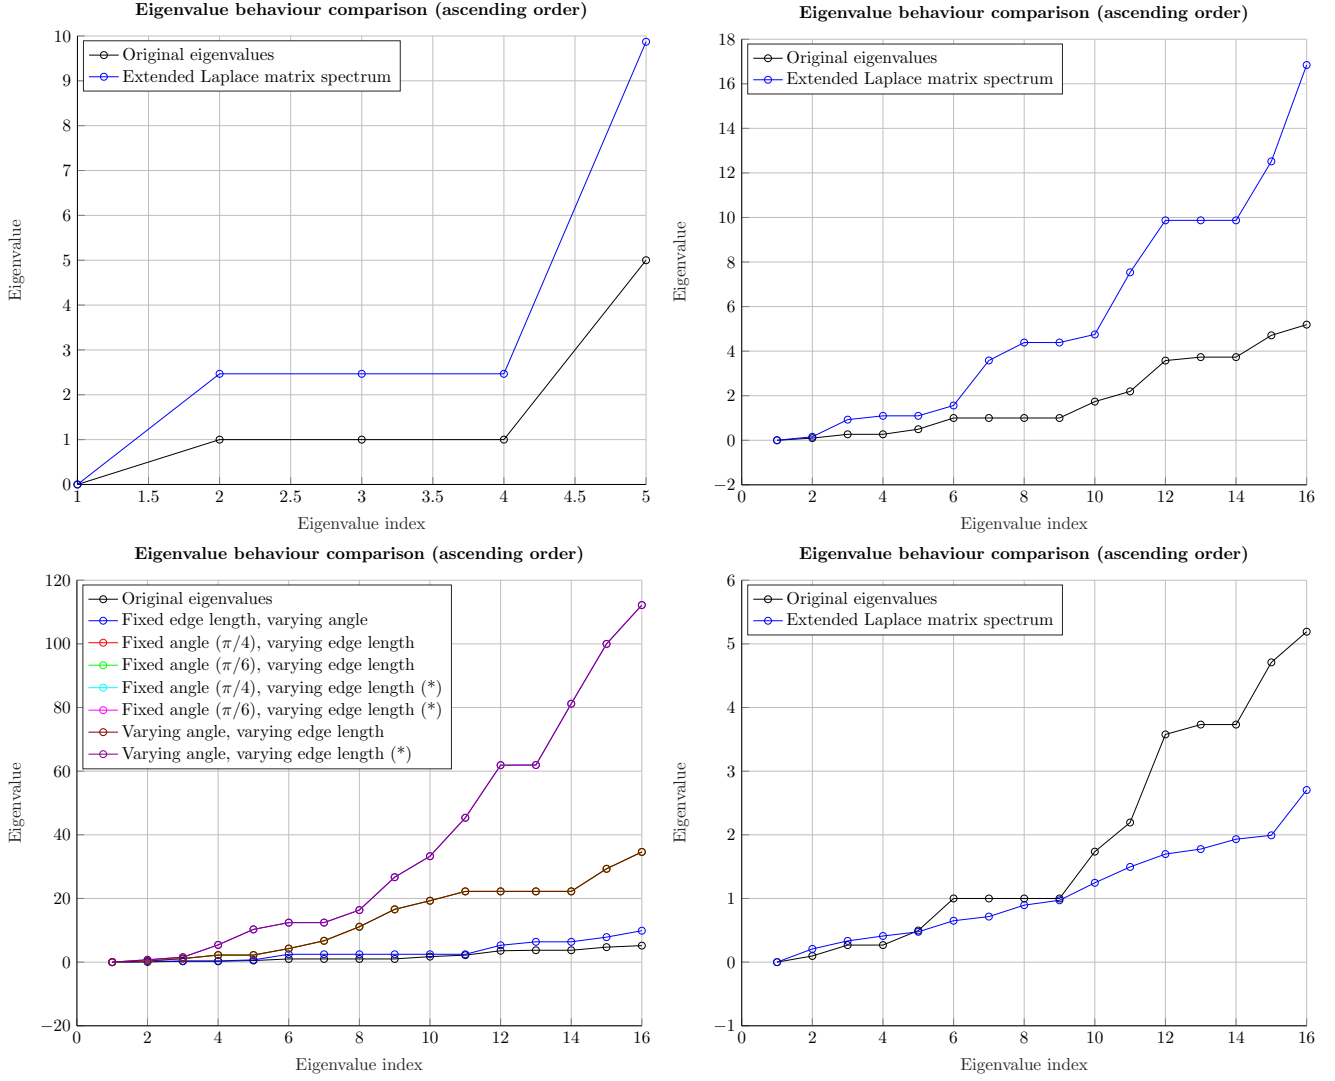 Eigenvalue behaviour comparison (ascending order)
10
9
8
7
6
5
4
3
2
1
0
Eigenvalue
Original eigenvalues
Extended Laplace matrix spectrum
1 1.5 2 2.5 3 3.5 4 4.5 5
Eigenvalue index
Eigenvalue behaviour comparison (ascending order)
18
16
14
12
10
8
6
4
2
0
−2
Eigenvalue
Original eigenvalues
Extended Laplace matrix spectrum
0 2 4 6 8 10 12 14 16
Eigenvalue index
Eigenvalue behaviour comparison (ascending order)
120
100
80
60
40
20
0
−20
Eigenvalue
Original eigenvalues
Fixed edge length, varying angle
Fixed angle (π/4), varying edge length
Fixed angle (π/6), varying edge length
Fixed angle (π/4), varying edge length (*)
Fixed angle (π/6), varying edge length (*)
Varying angle, varying edge length
Varying angle, varying edge length (*)
0 2 4 6 8 10 12 14 16
Eigenvalue index
Eigenvalue behaviour comparison (ascending order)
6
5
4
3
2
1
0
−1
Eigenvalue
Original eigenvalues
Extended Laplace matrix spectrum
0 2 4 6 8 10 12 14 16
Eigenvalue index